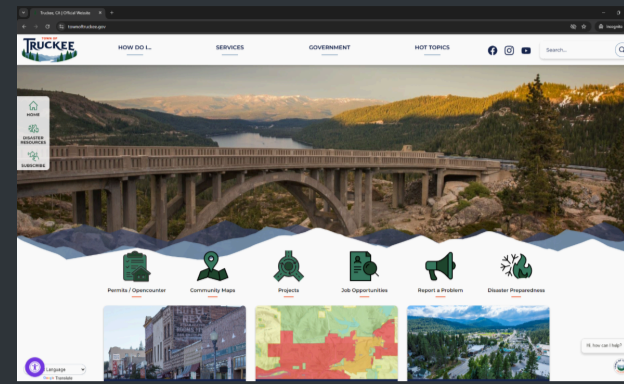 Truckee, CA | Official Website
townoftruckee.gov
Incognito
TOWN OF
TRUCKEE
HOW DO I...
SERVICES
GOVERNMENT
HOT TOPICS
Search...
HOME
DISASTER
RESOURCES
SUBSCRIBE
Permits / Opencounter
Community Maps
Projects
Job Opportunities
Report a Problem
Disaster Preparedness
Language
Translate
Hi, how can I help?